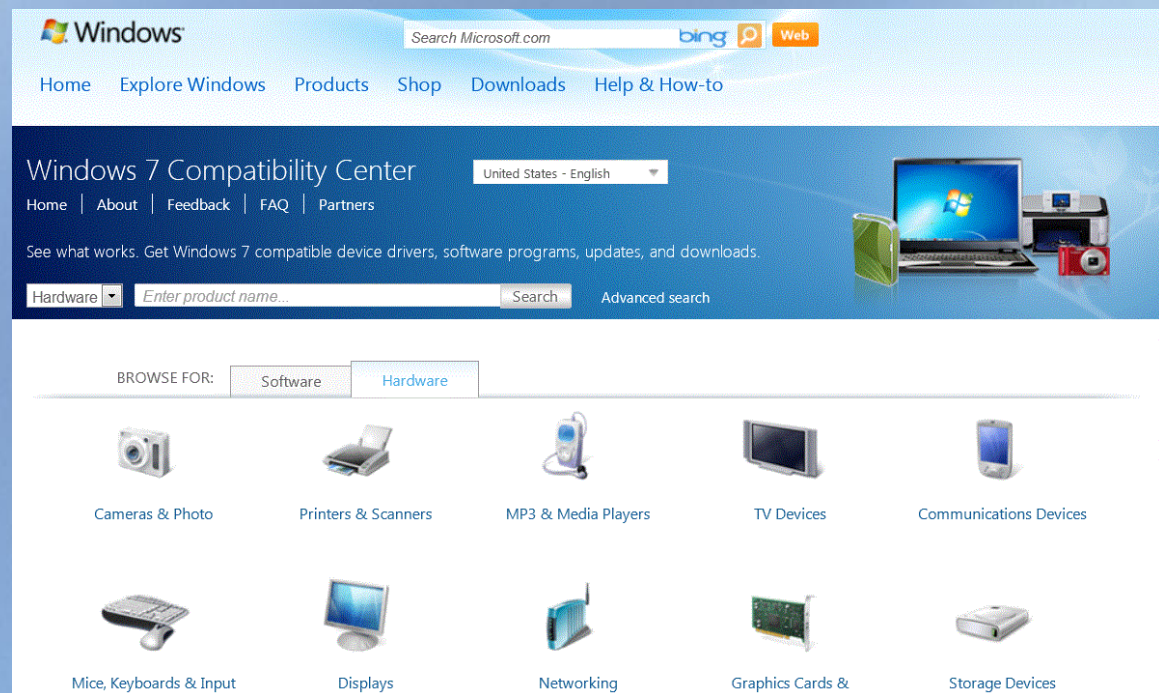 Windows
Search Microsoft.com bing Web
Home Explore Windows Products Shop Downloads Help & How-to
Windows 7 Compatibility Center United States - English
Home | About | Feedback | FAQ | Partners
See what works. Get Windows 7 compatible device drivers, software programs, updates, and downloads.
Hardware Enter product name... Search Advanced search
BROWSE FOR: Software Hardware
Cameras & Photo Printers & Scanners MP3 & Media Players TV Devices Communications Devices
Mice, Keyboards & Input Displays Networking Graphics Cards & Storage Devices